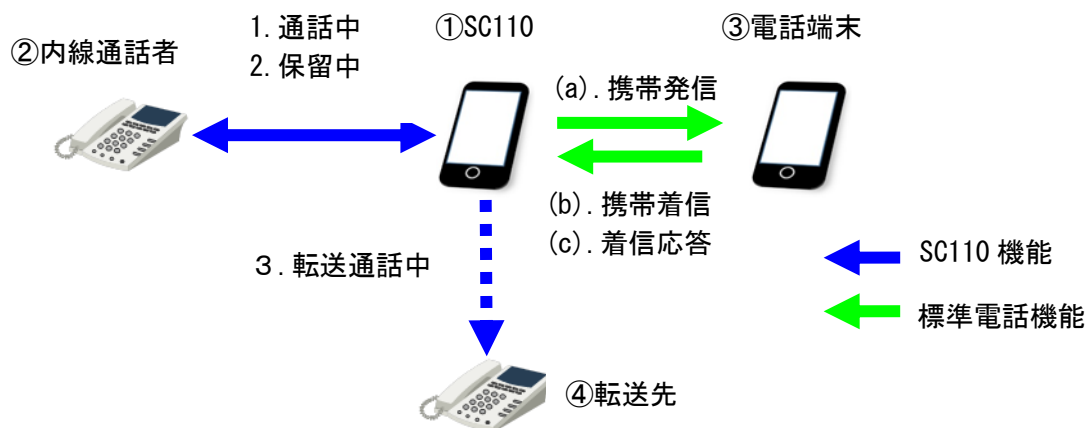 1. 通話中
2. 保留中
①SC110
③電話端末
②内線通話者
(a). 携帯発信
(b). 携帯着信
(c). 着信応答
3. 転送通話中
SC110 機能
標準電話機能
④転送先